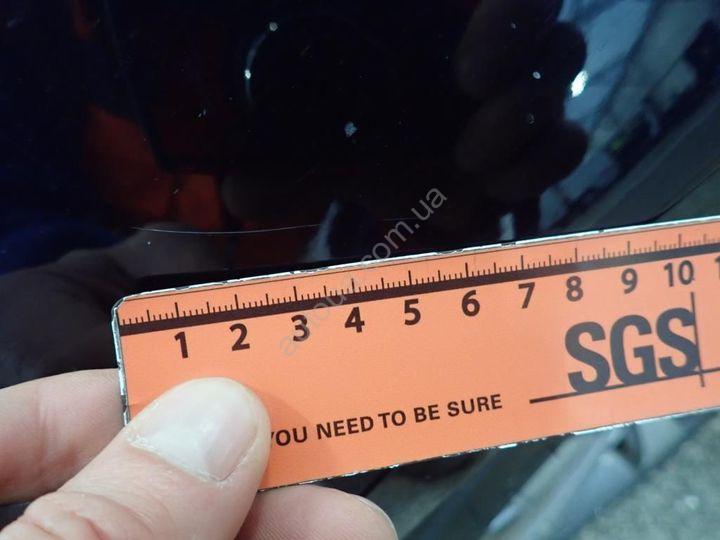 1 2 3 4 5 6 7 8 9 10
SGS
YOU NEED TO BE SURE
autoua.com.ua